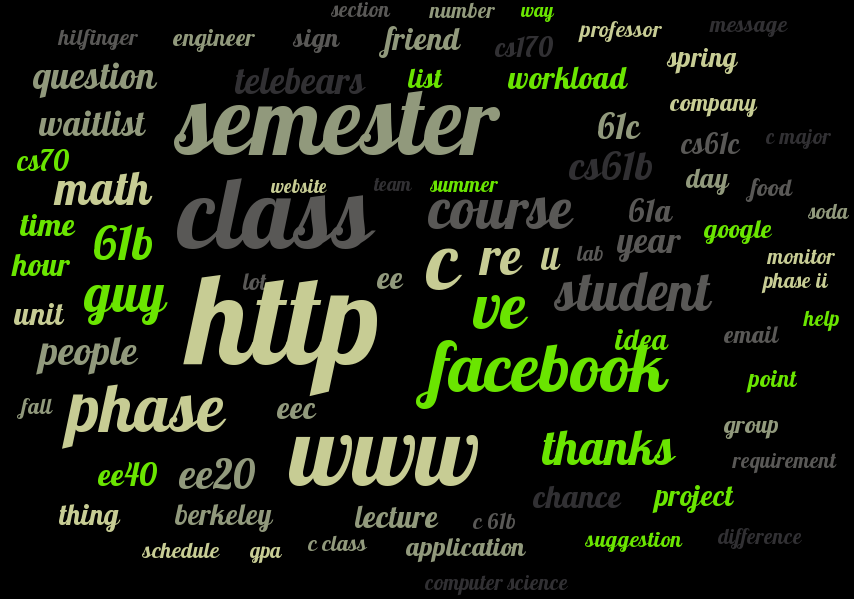 section number way
hilfinger engineer sign friend cs170 professor message
question telebears list workload spring
waitlist semester 61c company
cs70 cs61b cs61c c major
math website team summer day food
time 61b class course 61a year google soda
hour c re u lab monitor
guy lot ee student phase ii
unit http ve help
people facebook idea email
fall phase eec point
www thanks group
ee40 ee20 requirement
thing berkeley lecture c 61b chance project
schedule gpa c class application suggestion difference
computer science